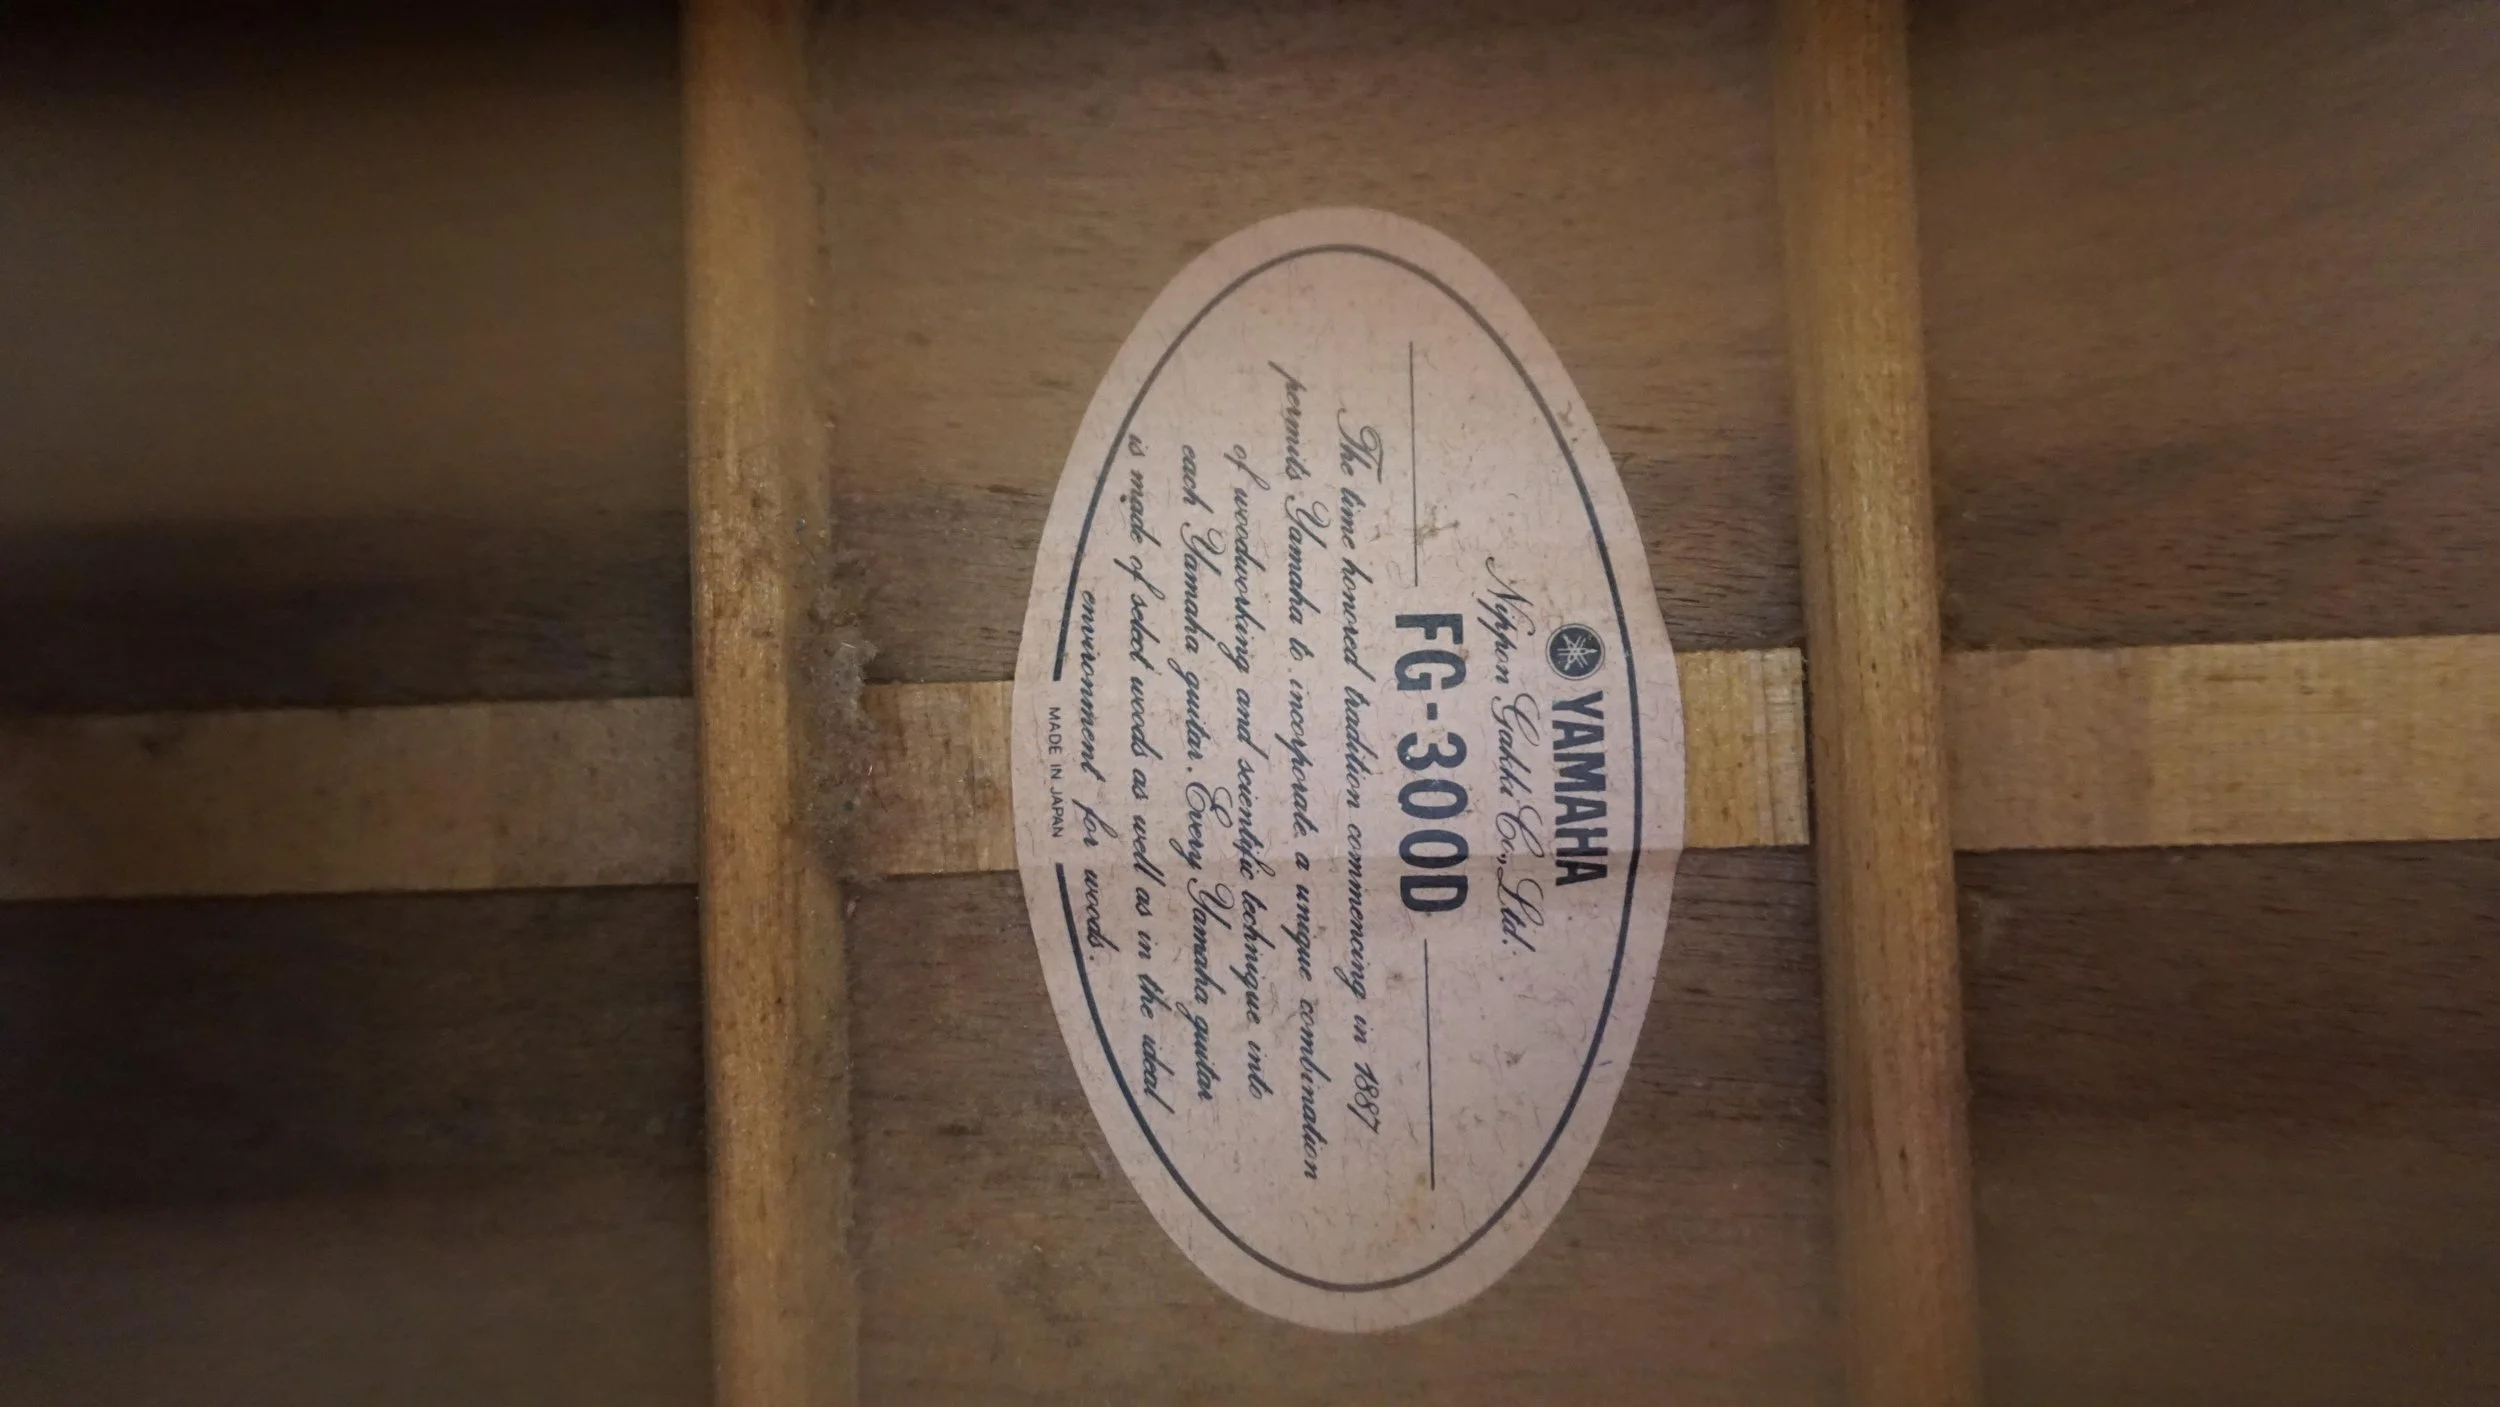 YAMAHA
Nippon Gakki Co., Ltd.
FG-300D
The time honored tradition commencing in 1887
permits Yamaha to incorporate a unique combination
of woodworking and scientific technique into
each Yamaha guitar. Every Yamaha guitar
is made of select woods as well as in the ideal
environment for woods.
MADE IN JAPAN